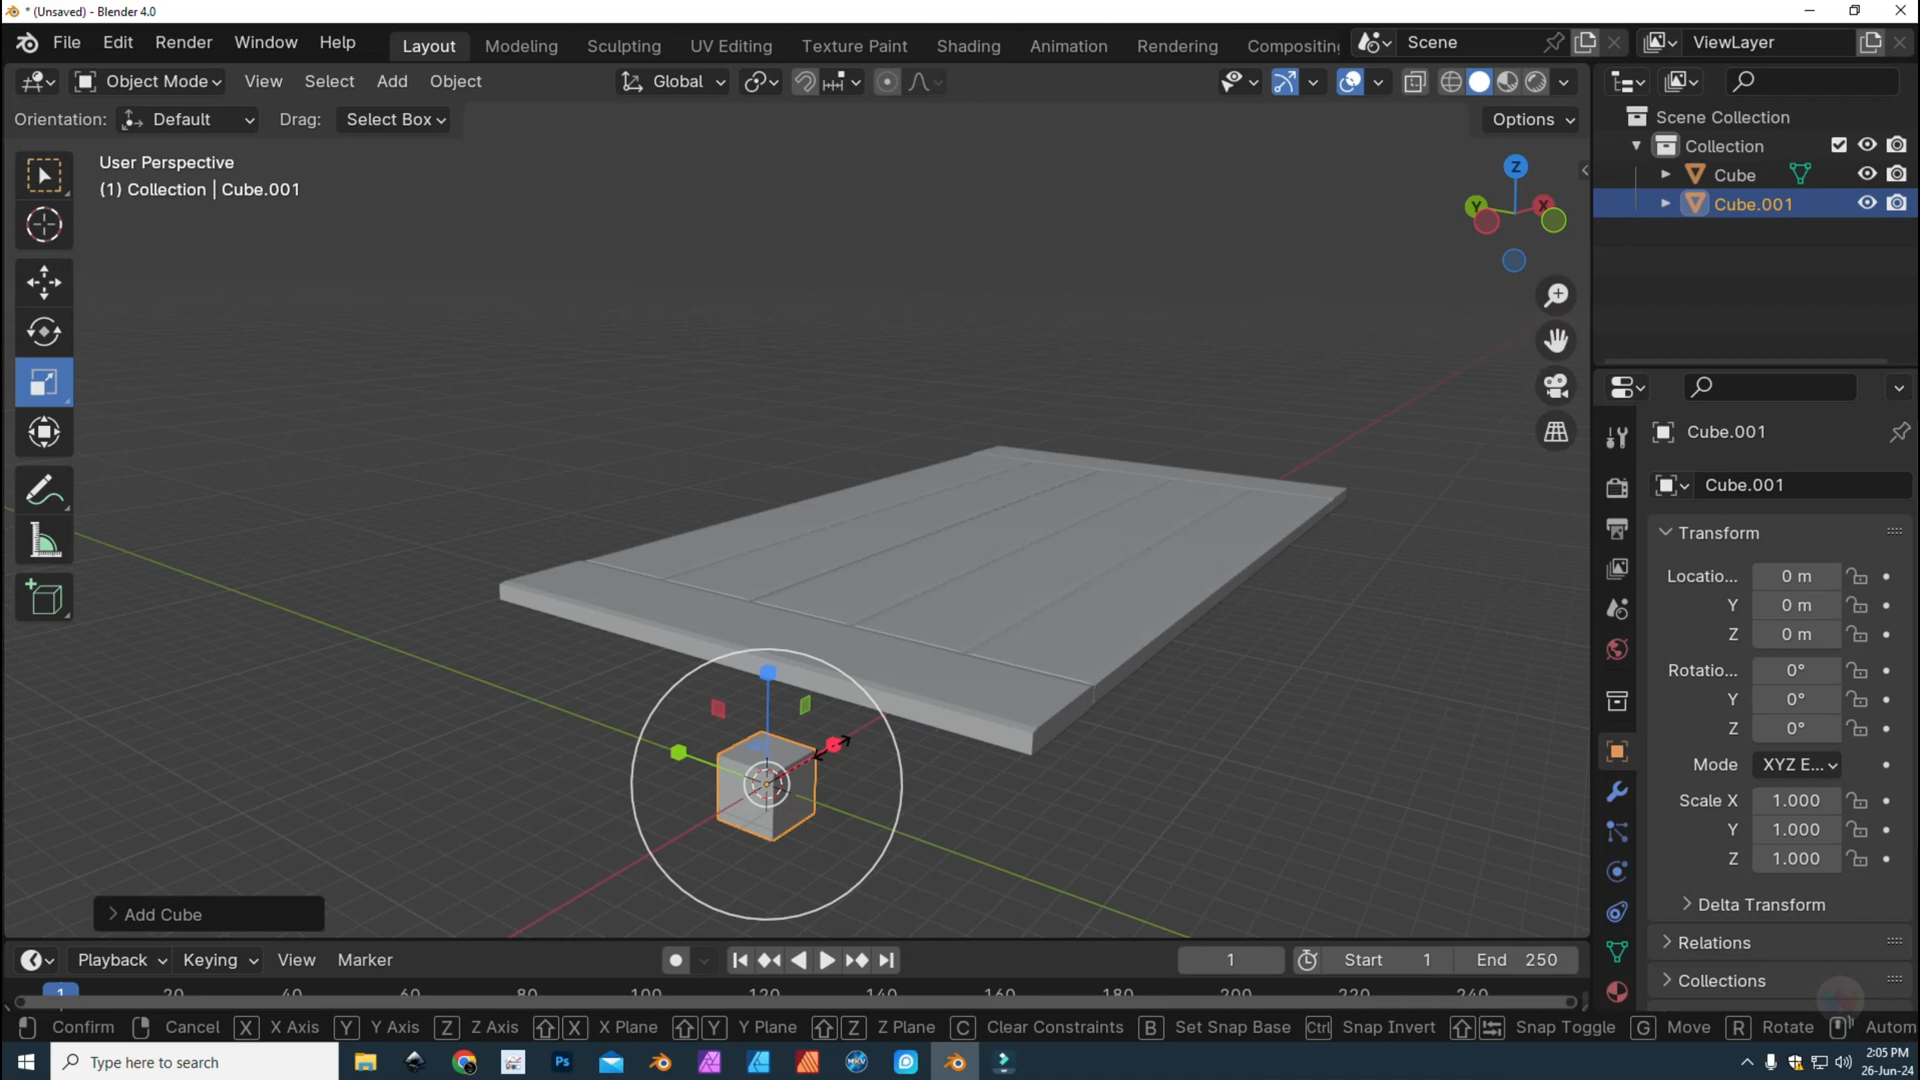 * (Unsaved) - Blender 4.0
File Edit Render Window Help Layout Modeling Sculpting UV Editing Texture Paint Shading Animation Rendering Compositing Scene ViewLayer
Object Mode View Select Add Object Global
Orientation: Default Drag: Select Box Options
User Perspective
(1) Collection | Cube.001
Z
Y
X
Scene Collection
Collection
Cube
Cube.001
Cube.001
Cube.001
Transform
Locatio... 0 m
Y 0 m
Z 0 m
Rotatio... 0°
Y 0°
Z 0°
Mode XYZ E...
Scale X 1.000
Y 1.000
Z 1.000
Delta Transform
Relations
Collections
Add Cube
Playback Keying View Marker 1 Start 1 End 250
1 20 40 60 80 100 120 140 160 180 200 220 240
Confirm Cancel X X Axis Y Y Axis Z Z Axis X X Plane Y Y Plane Z Z Plane C Clear Constraints B Set Snap Base Ctrl Snap Invert Snap Toggle G Move R Rotate Autom
Type here to search
Ps
MKV
2:05 PM
26-Jun-24